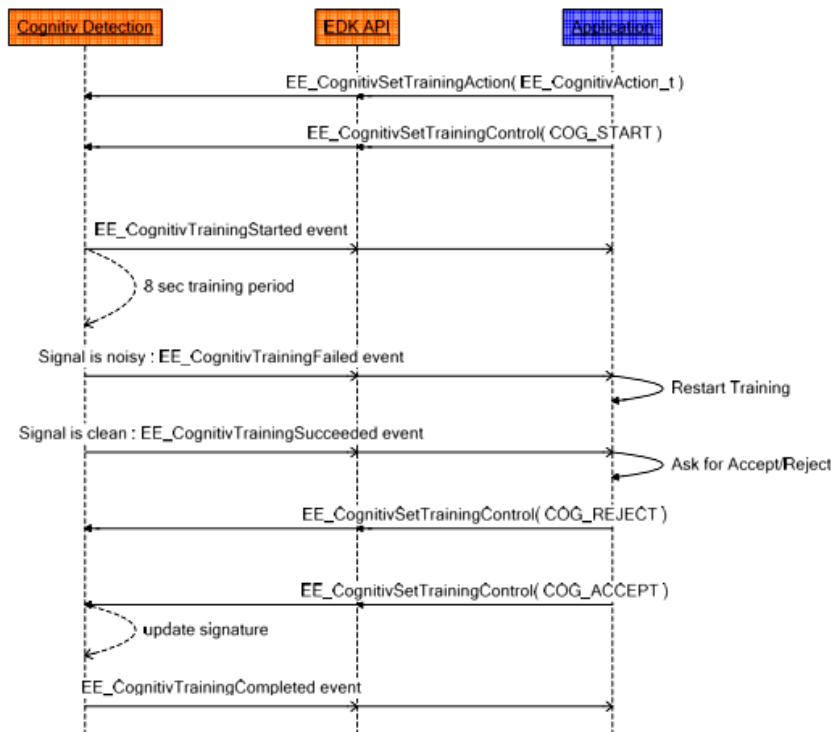 Cognitiv Detection
EDK API
Application
EE_CognitivSetTrainingAction( EE_CognitivAction_t )
EE_CognitivSetTrainingControl( COG_START )
EE_CognitivTrainingStarted event
8 sec training period
Signal is noisy : EE_CognitivTrainingFailed event
Restart Training
Signal is clean : EE_CognitivTrainingSucceeded event
Ask for Accept/Reject
EE_CognitivSetTrainingControl( COG_REJECT )
EE_CognitivSetTrainingControl( COG_ACCEPT )
update signature
EE_CognitivTrainingCompleted event